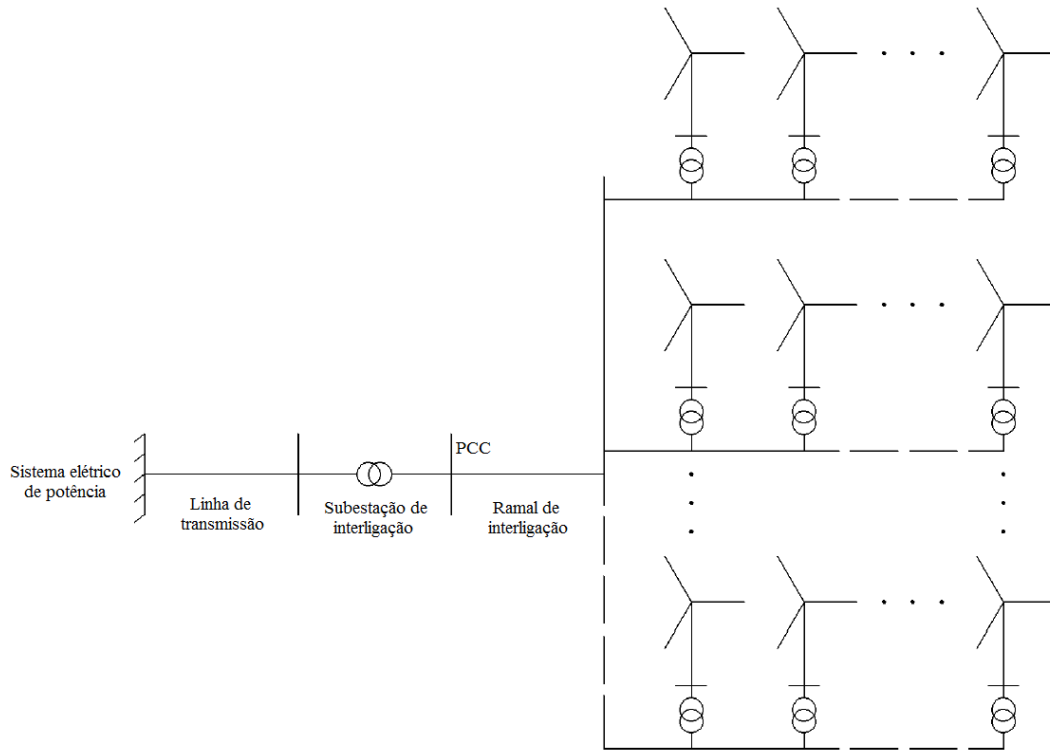 PCC
Sistema elétrico
de potência
Linha de
transmissão
Subestação de
interligação
Ramal de
interligação